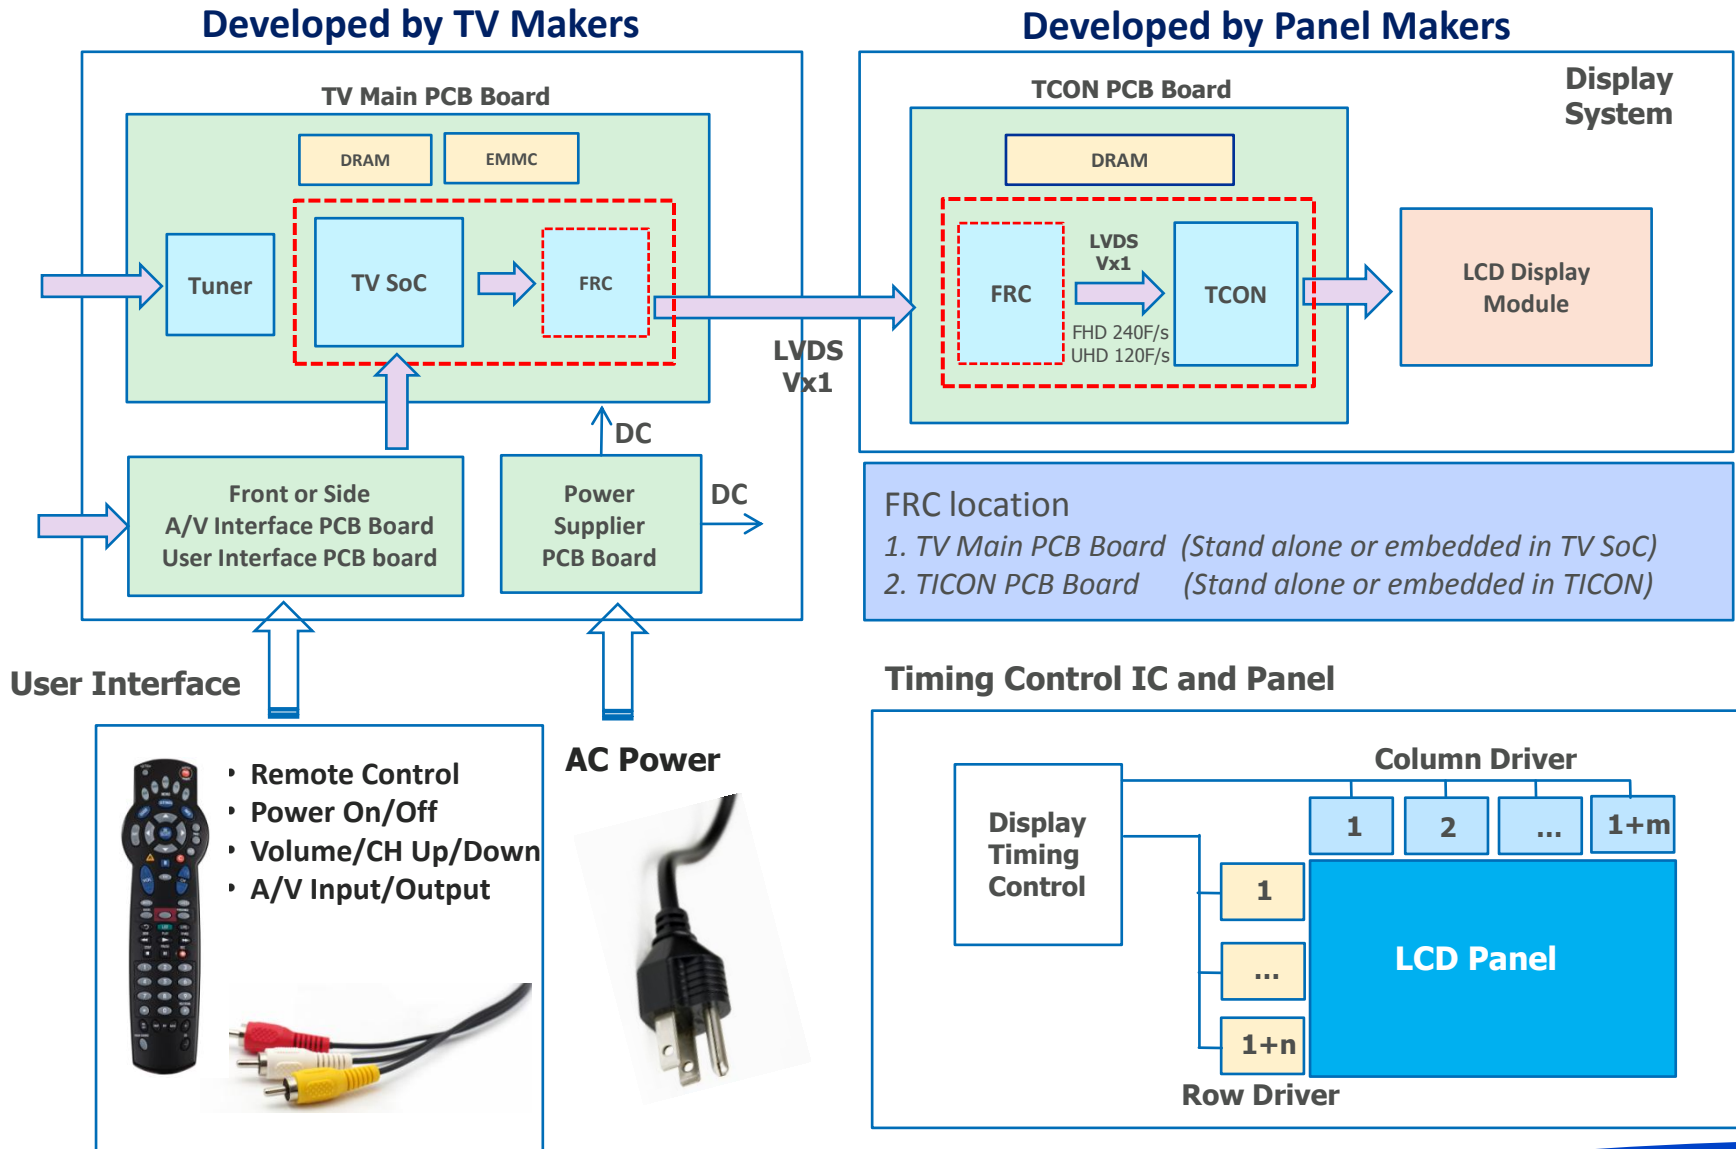 Developed by TV Makers
Developed by Panel Makers
TV Main PCB Board
DRAM
EMMC
Tuner
TV SoC
FRC
LVDS
Vx1
DC
DC
Front or Side
A/V Interface PCB Board
User Interface PCB board
Power
Supplier
PCB Board
TCON PCB Board
Display
System
DRAM
FRC
LVDS
Vx1
FHD 240F/s
UHD 120F/s
TCON
LCD Display
Module
FRC location
1. TV Main PCB Board (Stand alone or embedded in TV SoC)
2. TICON PCB Board (Stand alone or embedded in TICON)
User Interface
• Remote Control
• Power On/Off
• Volume/CH Up/Down
• A/V Input/Output
AC Power
Timing Control IC and Panel
Column Driver
Display
Timing
Control
1
2
...
1+m
1
...
1+n
LCD Panel
Row Driver